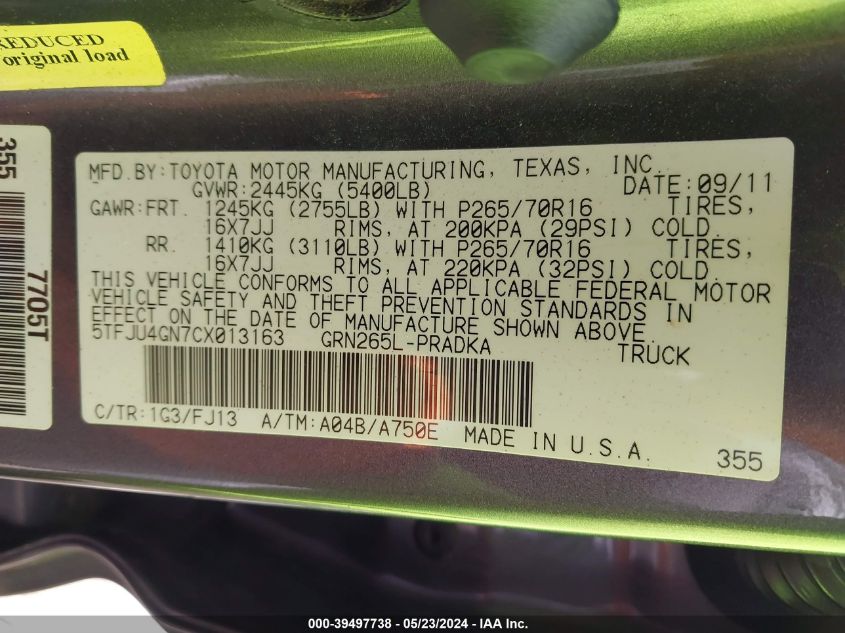 REDUCED
original load
355
7705T
MFD.BY:TOYOTA MOTOR MANUFACTURING, TEXAS, INC.
GVWR:2445KG (5400LB) DATE:09/11
GAWR:FRT. 1245KG (2755LB) WITH P265/70R16 TIRES,
16X7JJ RIMS, AT 200KPA (29PSI) COLD
RR. 1410KG (3110LB) WITH P265/70R16 TIRES,
16X7JJ RIMS, AT 220KPA (32PSI) COLD
THIS VEHICLE CONFORMS TO ALL APPLICABLE FEDERAL MOTOR
VEHICLE SAFETY AND THEFT PREVENTION STANDARDS IN
EFFECT ON THE DATE OF MANUFACTURE SHOWN ABOVE.
5TFJU4GN7CX013163 GRN265L-PRADKA TRUCK
C/TR:1G3/FJ13 A/TM:A04B/A750E MADE IN U.S.A.
355
000-39497738 - 05/23/2024 - IAA Inc.